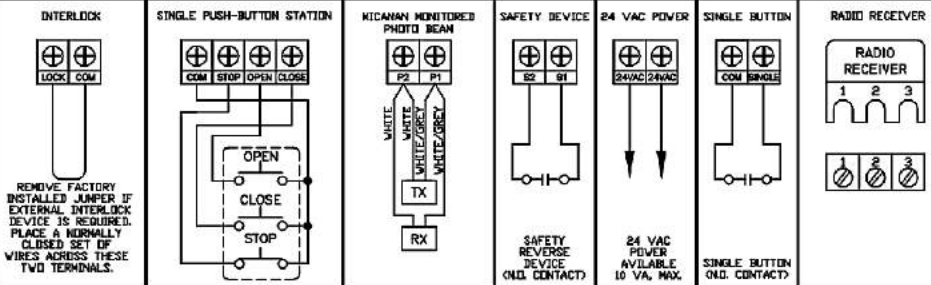 INTERLOCK
LOCK COM
REMOVE FACTORY
INSTALLED JUMPER IF
EXTERNAL INTERLOCK
DEVICE IS REQUIRED.
PLACE A NORMALLY
CLOSED SET OF
WIRES ACROSS THESE
TWO TERMINALS.
SINGLE PUSH-BUTTON STATION
COM STOP OPEN CLOSE
OPEN
CLOSE
STOP
MICANAN MONITORED
PHOTO BEAM
P2 P1
WHITE
WHITE
WHITE/GREY
WHITE/GREY
TX
RX
SAFETY DEVICE
S2 S1
SAFETY
REVERSE
DEVICE
(N.O. CONTACT)
24 VAC POWER
24VAC 24VAC
24 VAC
POWER
AVILABLE
10 VA, MAX.
SINGLE BUTTON
COM SINGLE
SINGLE BUTTON
(N.O. CONTACT)
RADIO RECEIVER
RADIO
RECEIVER
1 2 3
1 2 3